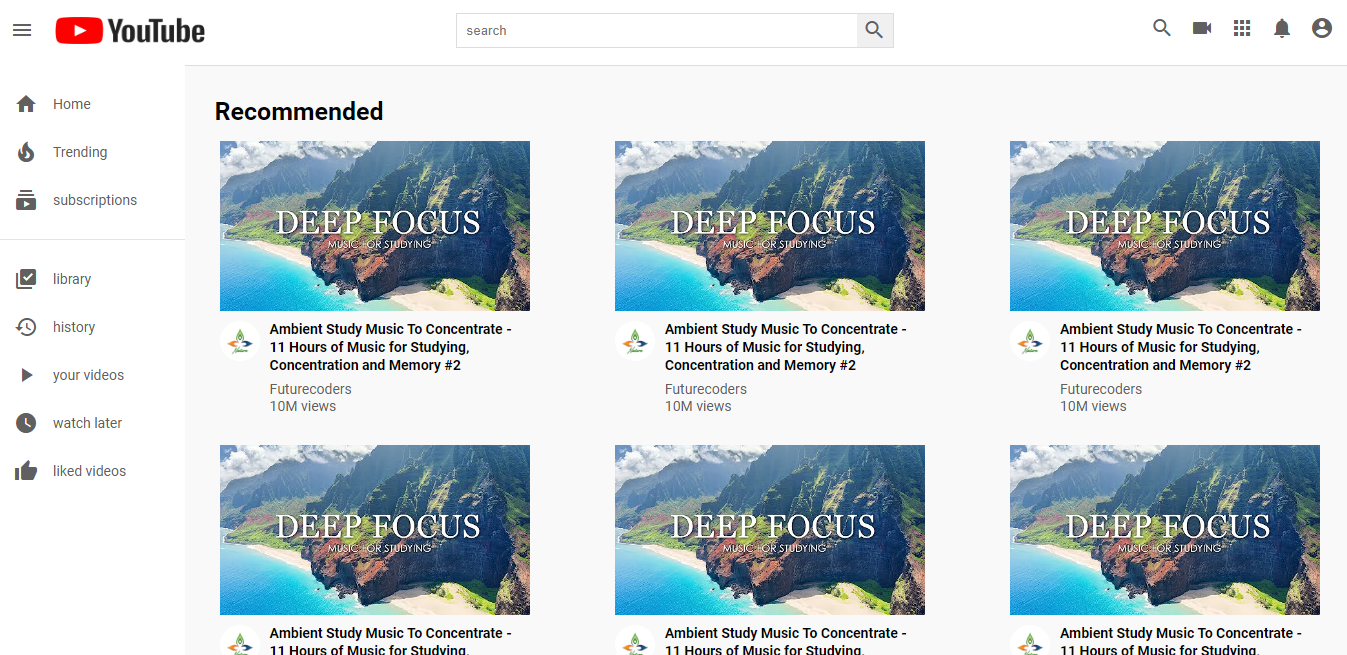 YouTube
search
Home
Trending
subscriptions
library
history
your videos
watch later
liked videos
Recommended
DEEP FOCUS
MUSIC FOR STUDYING
Ambient Study Music To Concentrate -
11 Hours of Music for Studying,
Concentration and Memory #2
Futurecoders
10M views
DEEP FOCUS
MUSIC FOR STUDYING
Ambient Study Music To Concentrate -
11 Hours of Music for Studying,
Concentration and Memory #2
Futurecoders
10M views
DEEP FOCUS
MUSIC FOR STUDYING
Ambient Study Music To Concentrate -
11 Hours of Music for Studying,
Concentration and Memory #2
Futurecoders
10M views
DEEP FOCUS
MUSIC FOR STUDYING
Ambient Study Music To Concentrate -
11 Hours of Music for Studying,
DEEP FOCUS
MUSIC FOR STUDYING
Ambient Study Music To Concentrate -
11 Hours of Music for Studying,
DEEP FOCUS
MUSIC FOR STUDYING
Ambient Study Music To Concentrate -
11 Hours of Music for Studying,